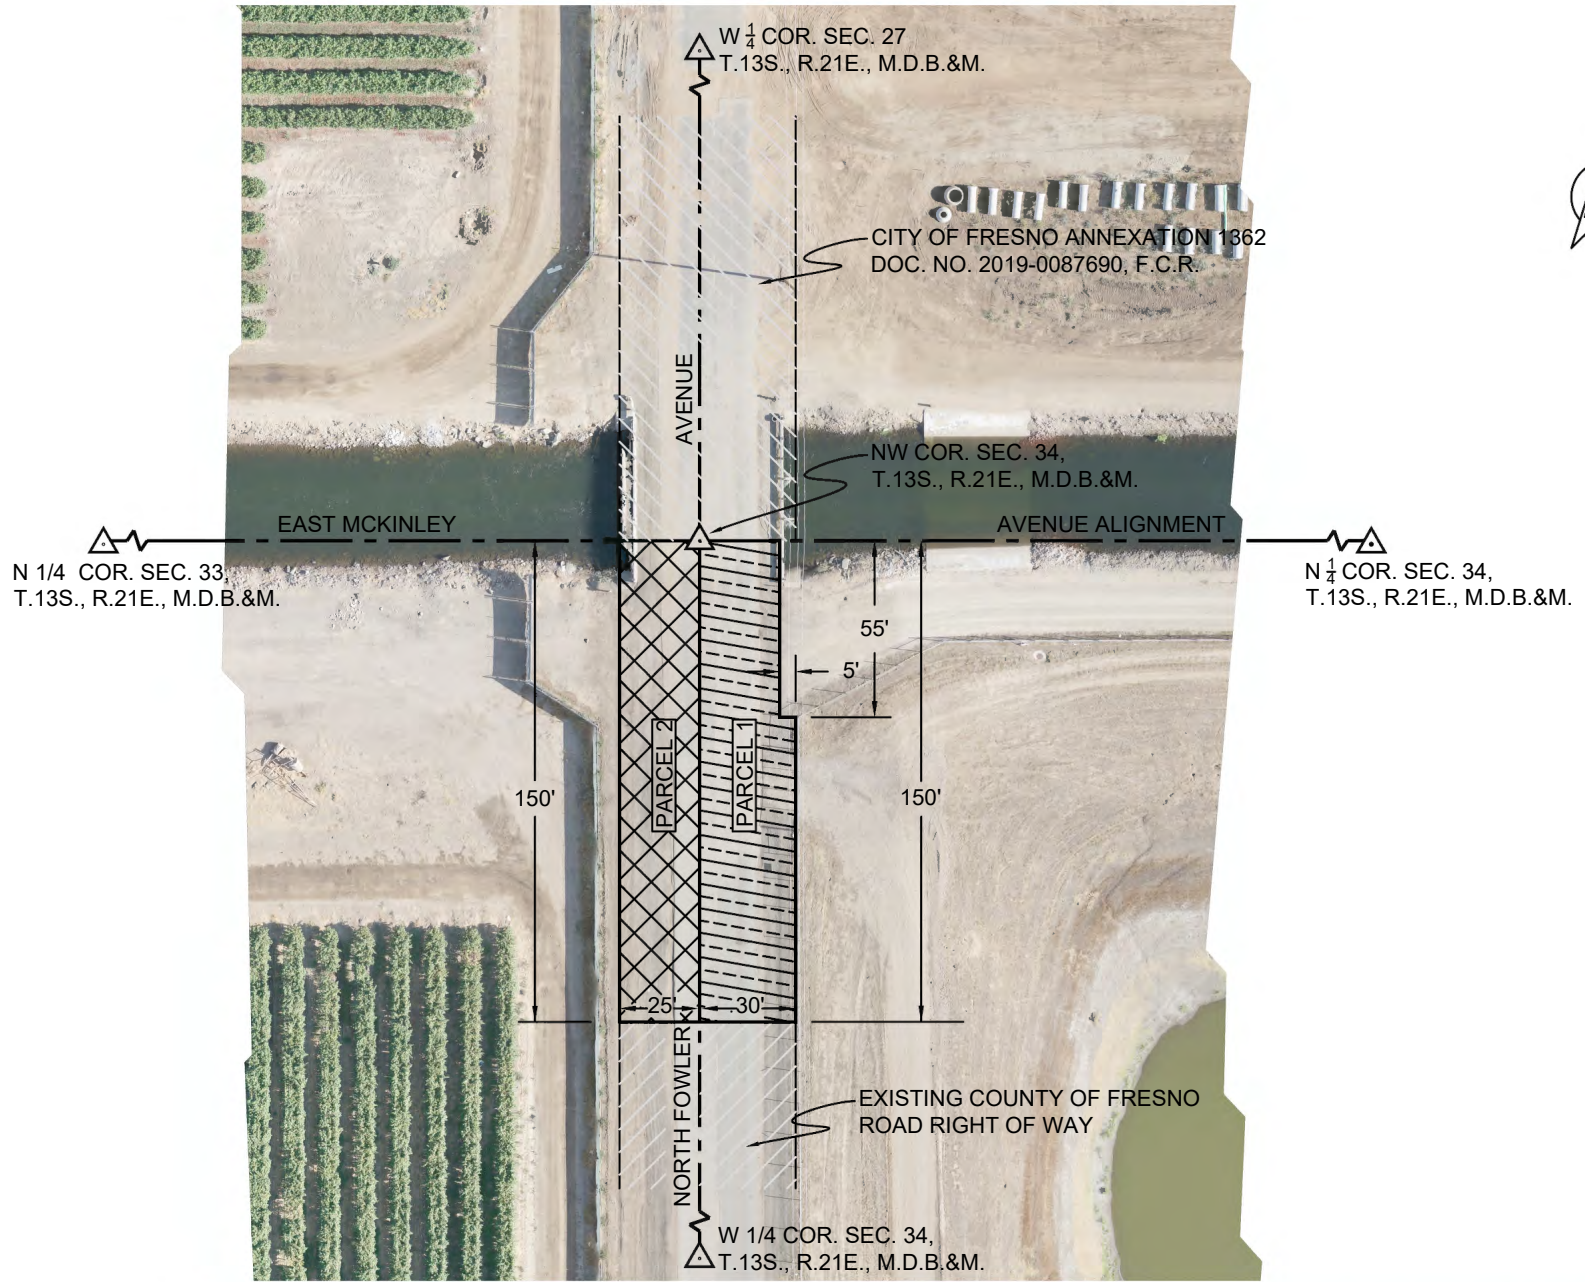 W 1/4 COR. SEC. 27
T.13S., R.21E., M.D.B.&M.
CITY OF FRESNO ANNEXATION 1362
DOC. NO. 2019-0087690, F.C.R.
AVENUE
NW COR. SEC. 34,
T.13S., R.21E., M.D.B.&M.
EAST MCKINLEY
AVENUE ALIGNMENT
N 1/4 COR. SEC. 33,
T.13S., R.21E., M.D.B.&M.
N 1/4 COR. SEC. 34,
T.13S., R.21E., M.D.B.&M.
55'
5'
PARCEL 2
PARCEL 1
150'
150'
25'
30'
NORTH FOWLER
EXISTING COUNTY OF FRESNO
ROAD RIGHT OF WAY
W 1/4 COR. SEC. 34,
T.13S., R.21E., M.D.B.&M.